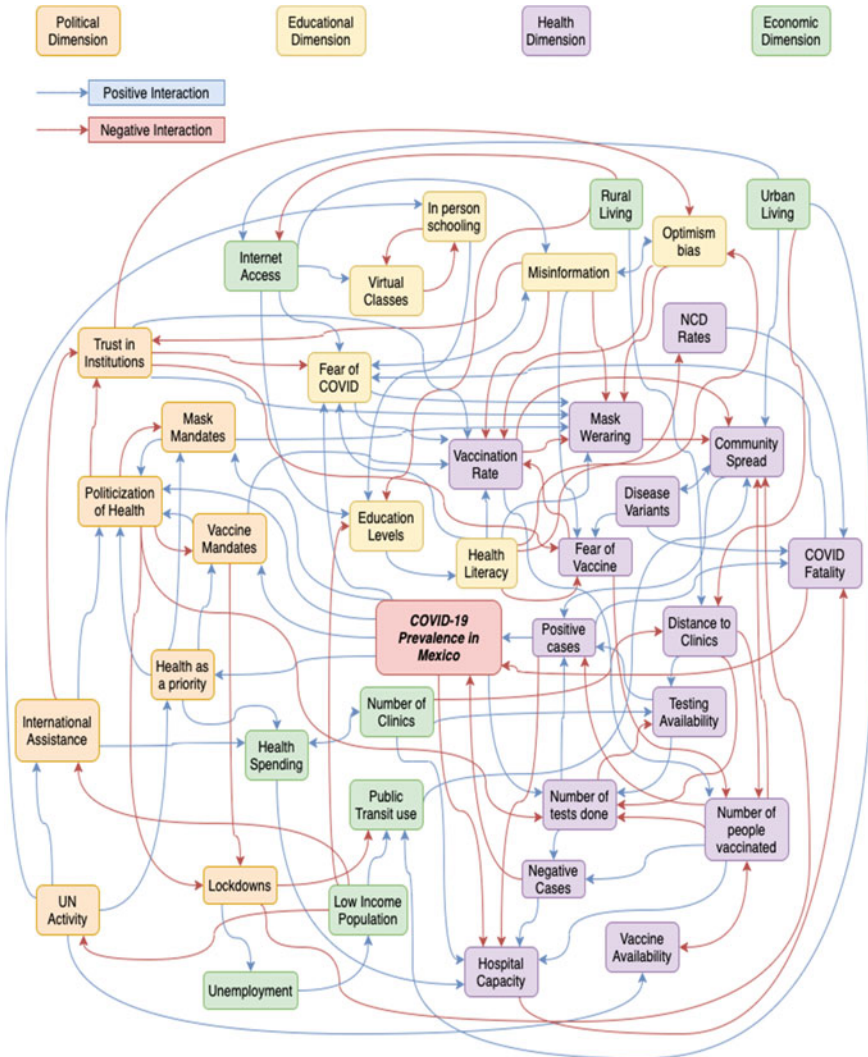 Political
Dimension
Educational
Dimension
Health
Dimension
Economic
Dimension
Positive Interaction
Negative Interaction
In person
schooling
Rural
Living
Urban
Living
Optimism
bias
Internet
Access
Virtual
Classes
Misinformation
NCD
Rates
Trust in
Institutions
Fear of
COVID
Mask
Mandates
Mask
Weraring
Vaccination
Rate
Community
Spread
Politicization
of Health
Vaccine
Mandates
Education
Levels
Disease
Variants
Health
Literacy
Fear of
Vaccine
COVID
Fatality
COVID-19
Prevalence in
Mexico
Positive
cases
Distance to
Clinics
Health as
a priority
International
Assistance
Number of
Clinics
Testing
Availability
Health
Spending
Public
Transit use
Number of
tests done
Number of
people
vaccinated
UN
Activity
Lockdowns
Low Income
Population
Negative
Cases
Vaccine
Availability
Unemployment
Hospital
Capacity